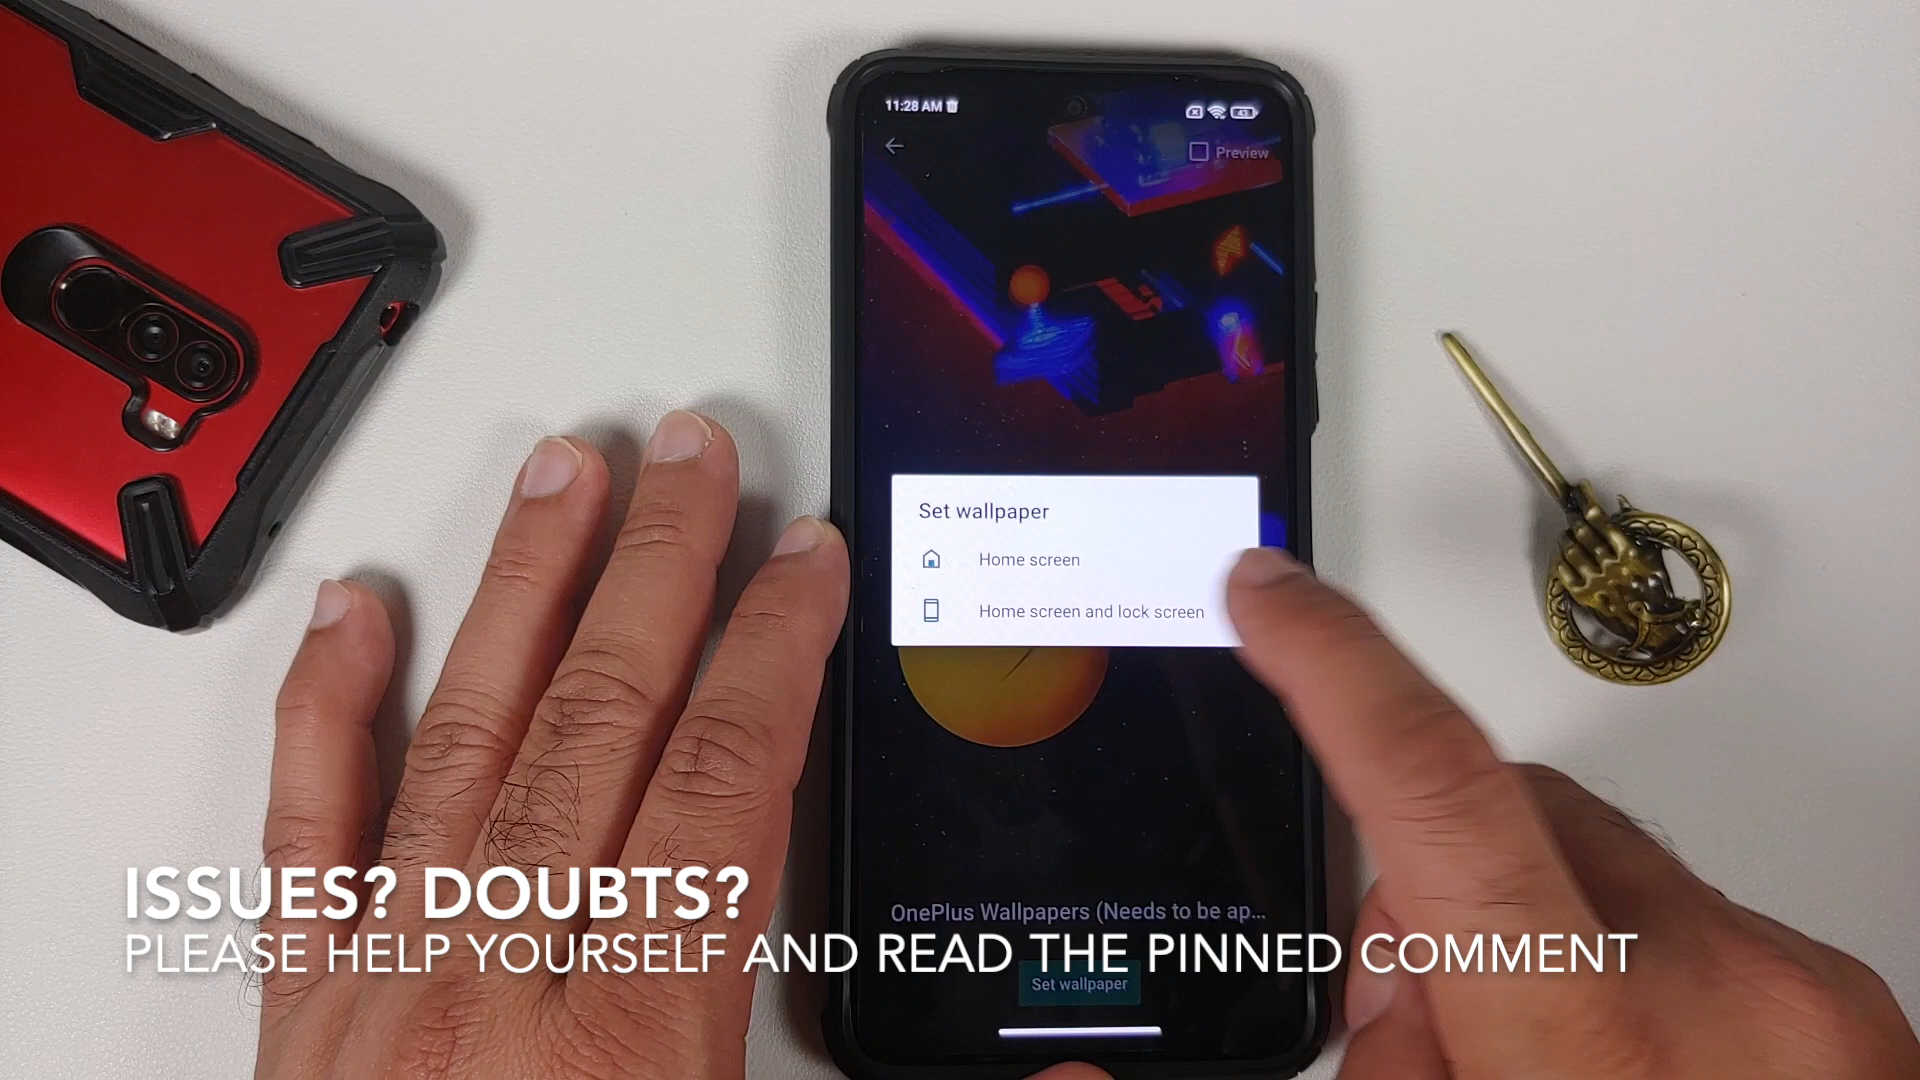 11:28 AM
43
Preview
Set wallpaper
Home screen
Home screen and lock screen
OnePlus Wallpapers (Needs to be ap...
ISSUES? DOUBTS?
PLEASE HELP YOURSELF AND READ THE PINNED COMMENT
Set wallpaper